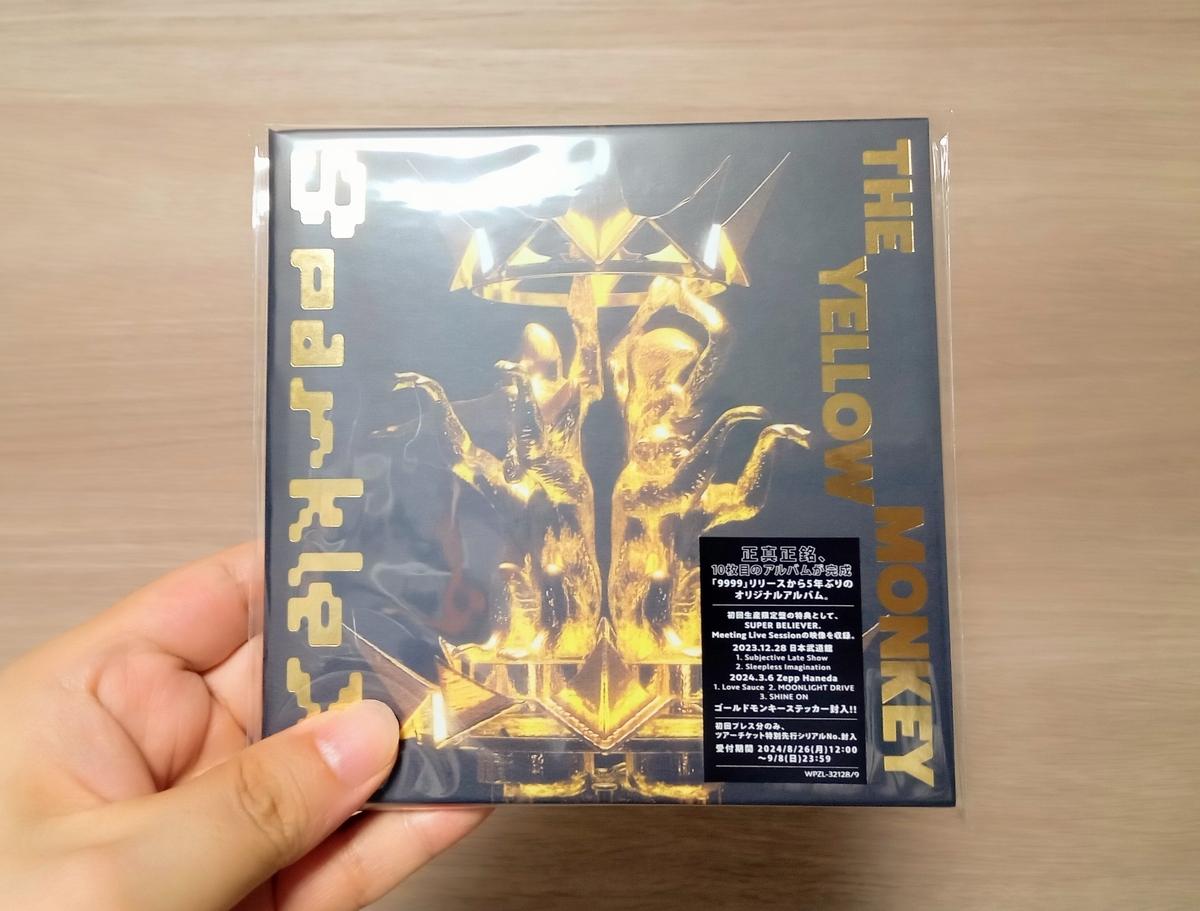 Sparkle
THE YELLOW MONKEY
正真正銘、
10枚目のアルバムが完成
「9999」リリースから5年ぶりの
オリジナルアルバム。
初回生産限定盤の特典として、
SUPER BELIEVER.
Meeting Live Sessionの映像を収録。
2023.12.28 日本武道館
1. Subjective Late Show
2. Sleepless Imagination
2024.3.6 Zepp Haneda
1. Love Sauce 2. MOONLIGHT DRIVE
3. SHINE ON
ゴールドモンキーステッカー封入!!
初回プレス分のみ、
ツアーチケット特別先行シリアルNo.封入
受付期間 2024/8/26(月)12:00
～9/8(日)23:59
WPZL-32128/9